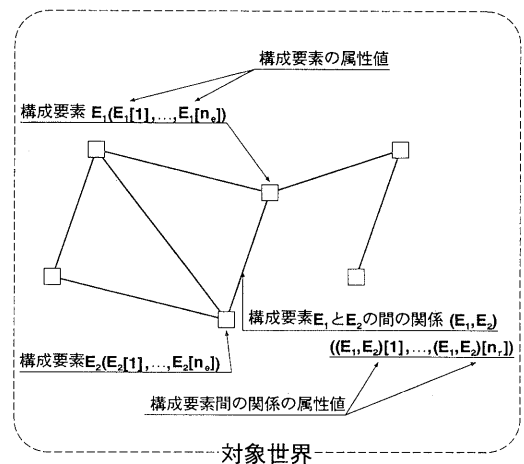 構成要素の属性値
構成要素 E₁(E₁[1],...,E₁[nₑ])
構成要素E₁とE₂の間の関係 (E₁,E₂)
((E₁,E₂)[1],...,(E₁,E₂)[nᵣ])
構成要素E₂(E₂[1],...,E₂[nₑ])
構成要素間の関係の属性値
対象世界